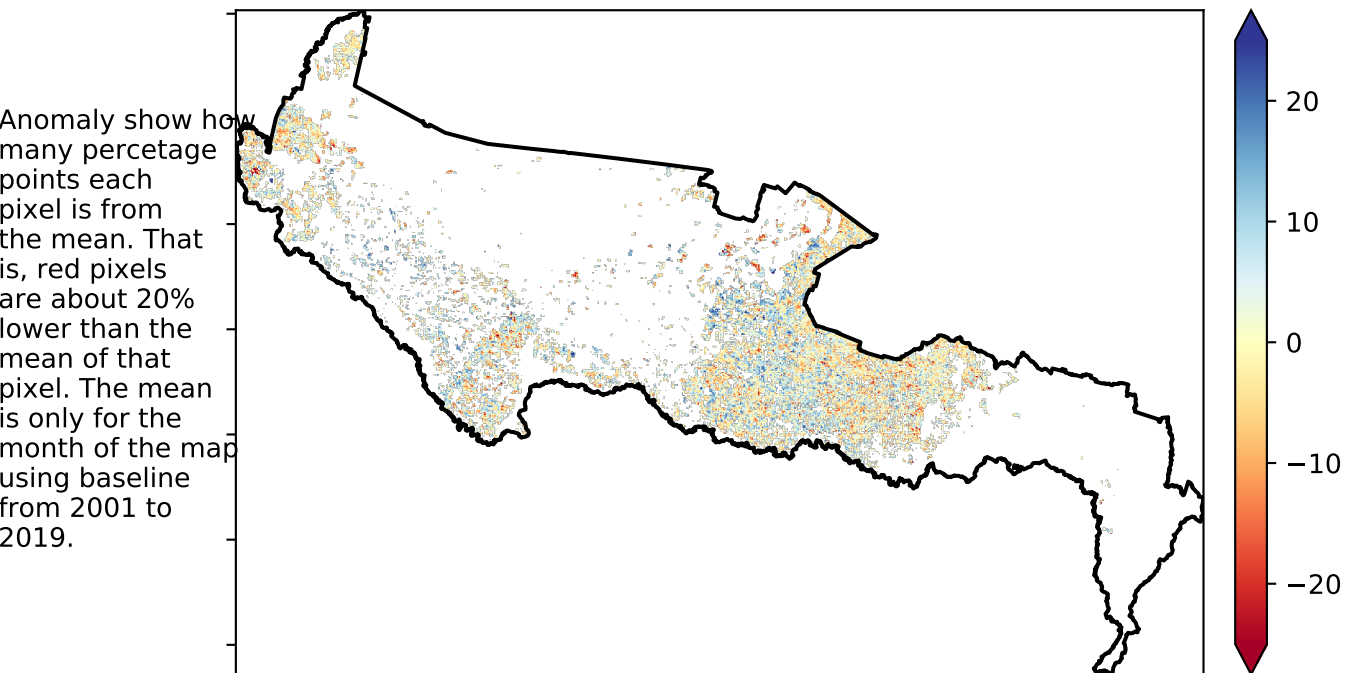 Anomaly show how
many percetage
points each
pixel is from
the mean. That
is, red pixels
are about 20%
lower than the
mean of that
pixel. The mean
is only for the
month of the map
using baseline
from 2001 to
2019.
20
10
0
−10
−20